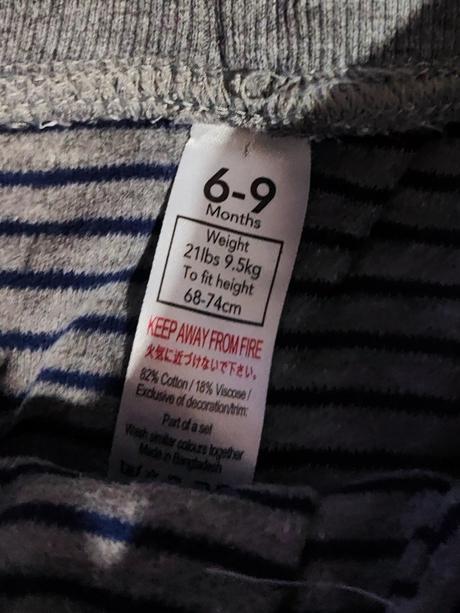 6-9
Months
Weight
21lbs 9.5kg
To fit height
68-74cm
KEEP AWAY FROM FIRE
火気に近づけないで下さい。
82% Cotton / 18% Viscose /
Exclusive of decoration/trim:
Part of a set
Wash similar colours together
Made in Bangladesh